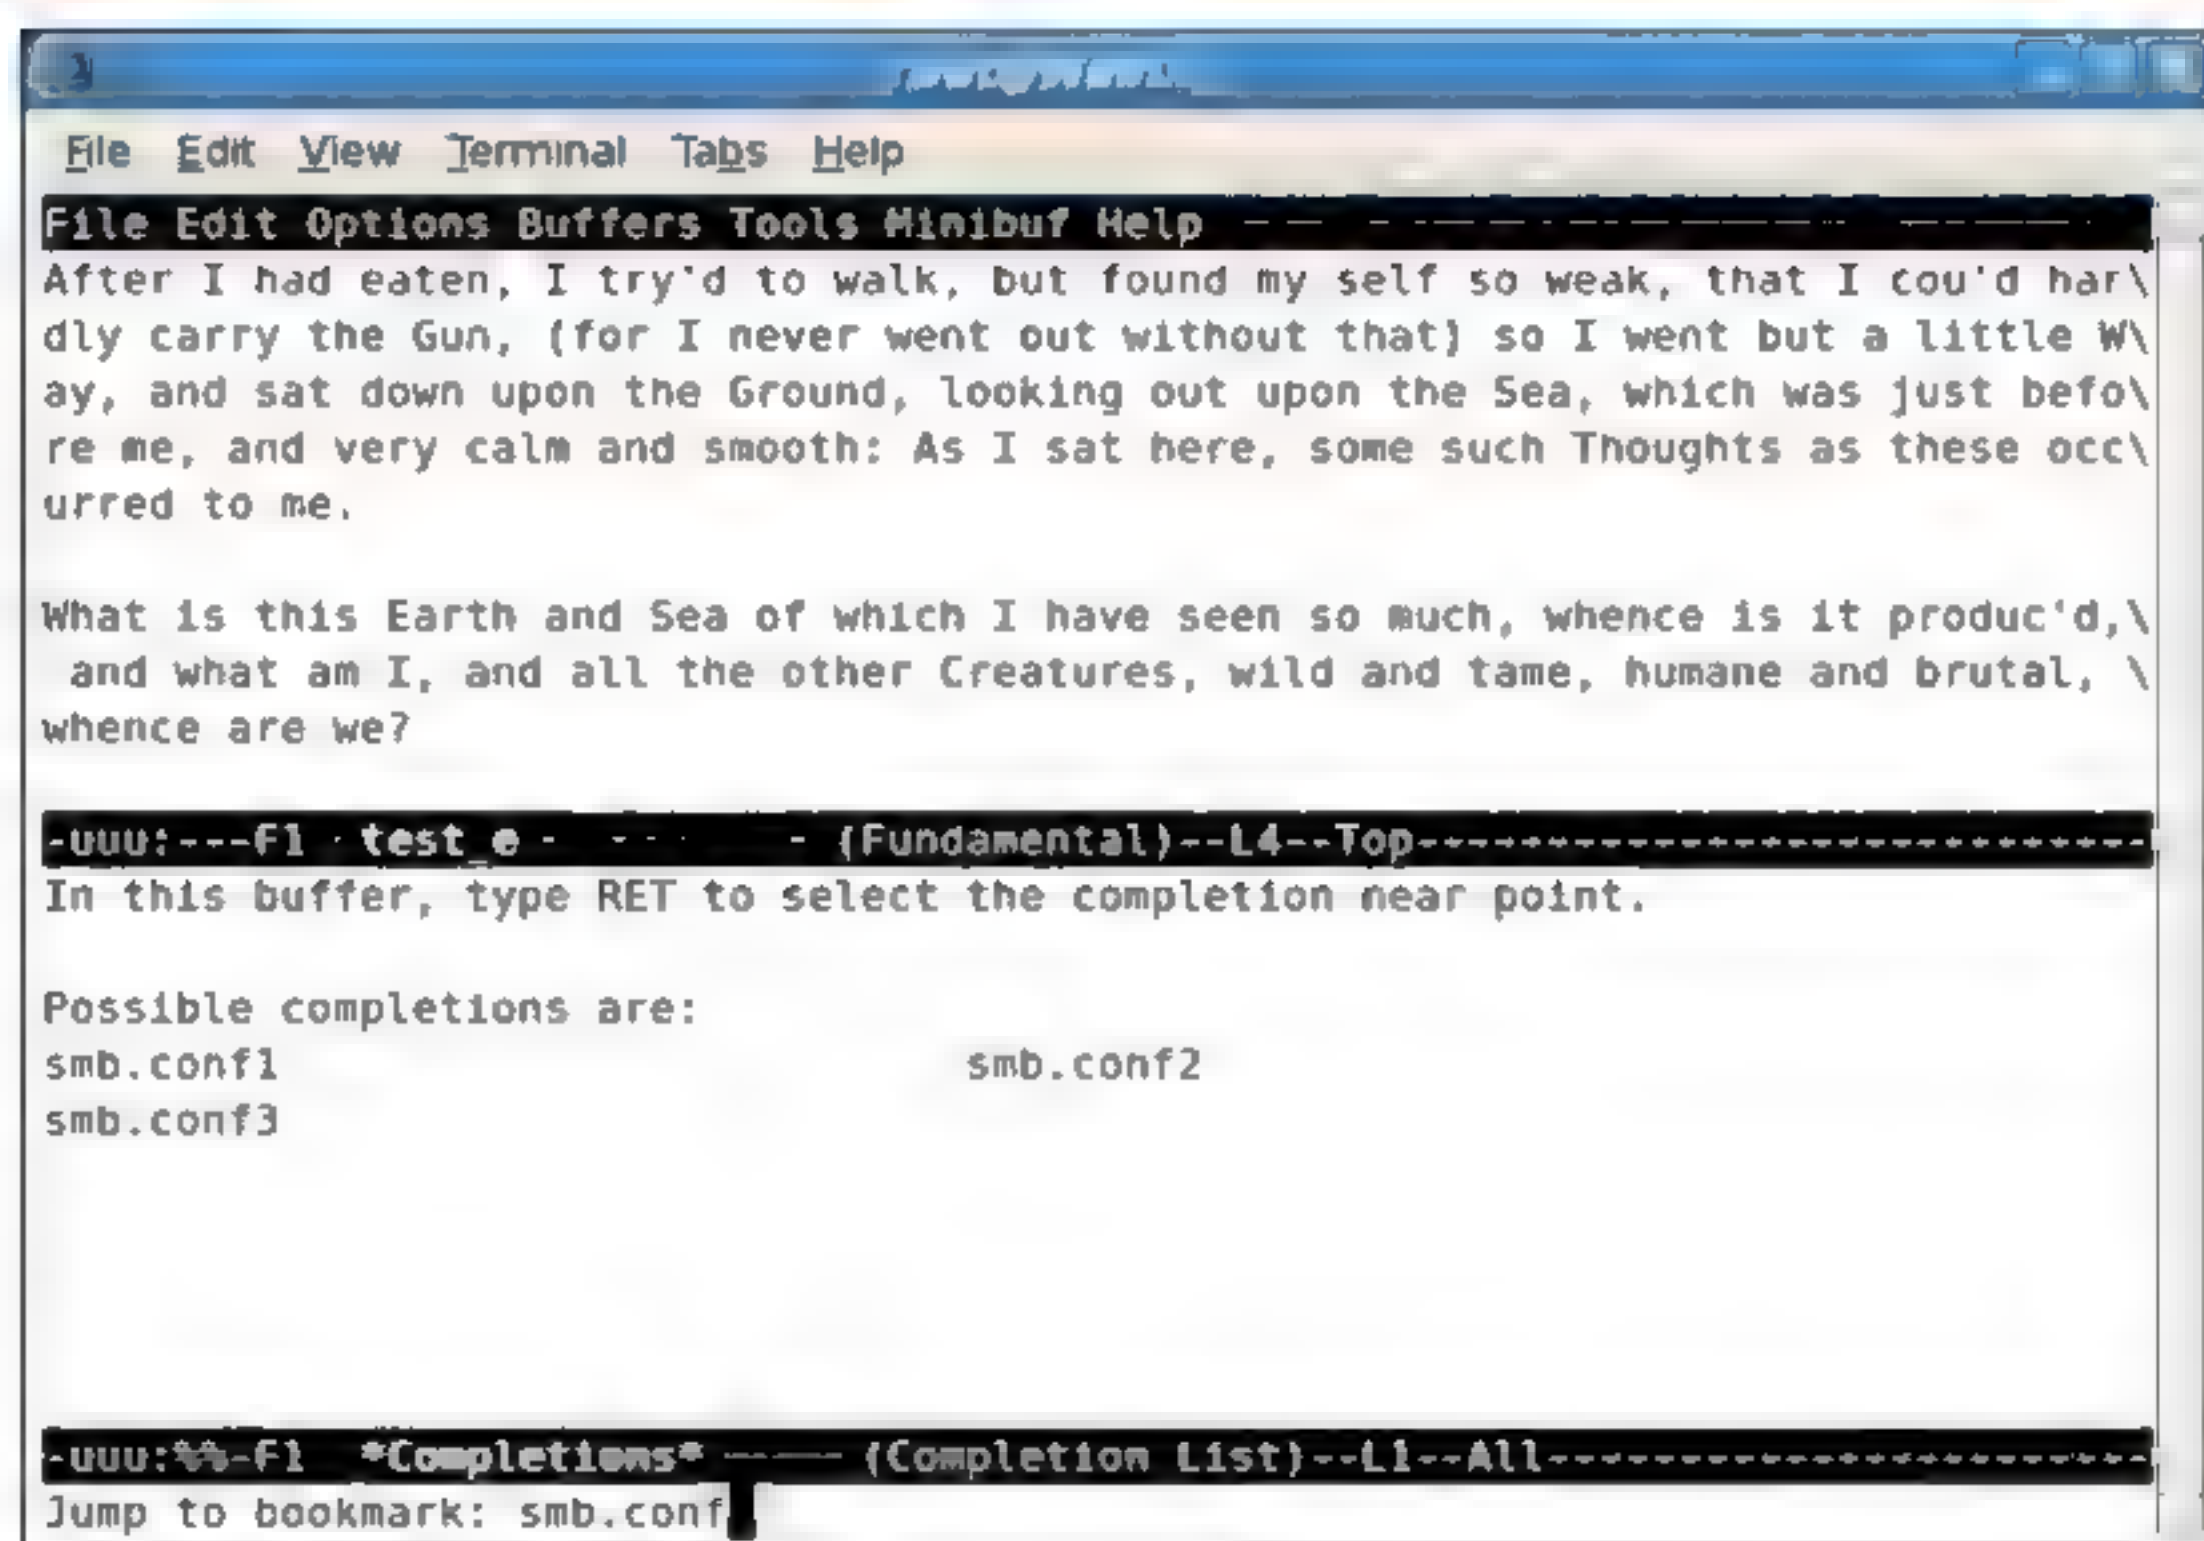 File Edit View Terminal Tabs Help
File Edit Options Buffers Tools Minibuf Help
After I had eaten, I try'd to walk, but found my self so weak, that I cou'd har\
dly carry the Gun, (for I never went out without that) so I went but a little W\
ay, and sat down upon the Ground, looking out upon the Sea, which was just befo\
re me, and very calm and smooth: As I sat here, some such Thoughts as these occ\
urred to me.
What is this Earth and Sea of which I have seen so much, whence is it produc'd,\
 and what am I, and all the other Creatures, wild and tame, humane and brutal, \
whence are we?
-uuu:---F1  test_e (Fundamental)--L4--Top-----------------------------
In this buffer, type RET to select the completion near point.
Possible completions are:
smb.conf1 smb.conf2
smb.conf3
-uuu:%%-F1  *Completions* (Completion List)--L1--All-----------------------
Jump to bookmark: smb.conf